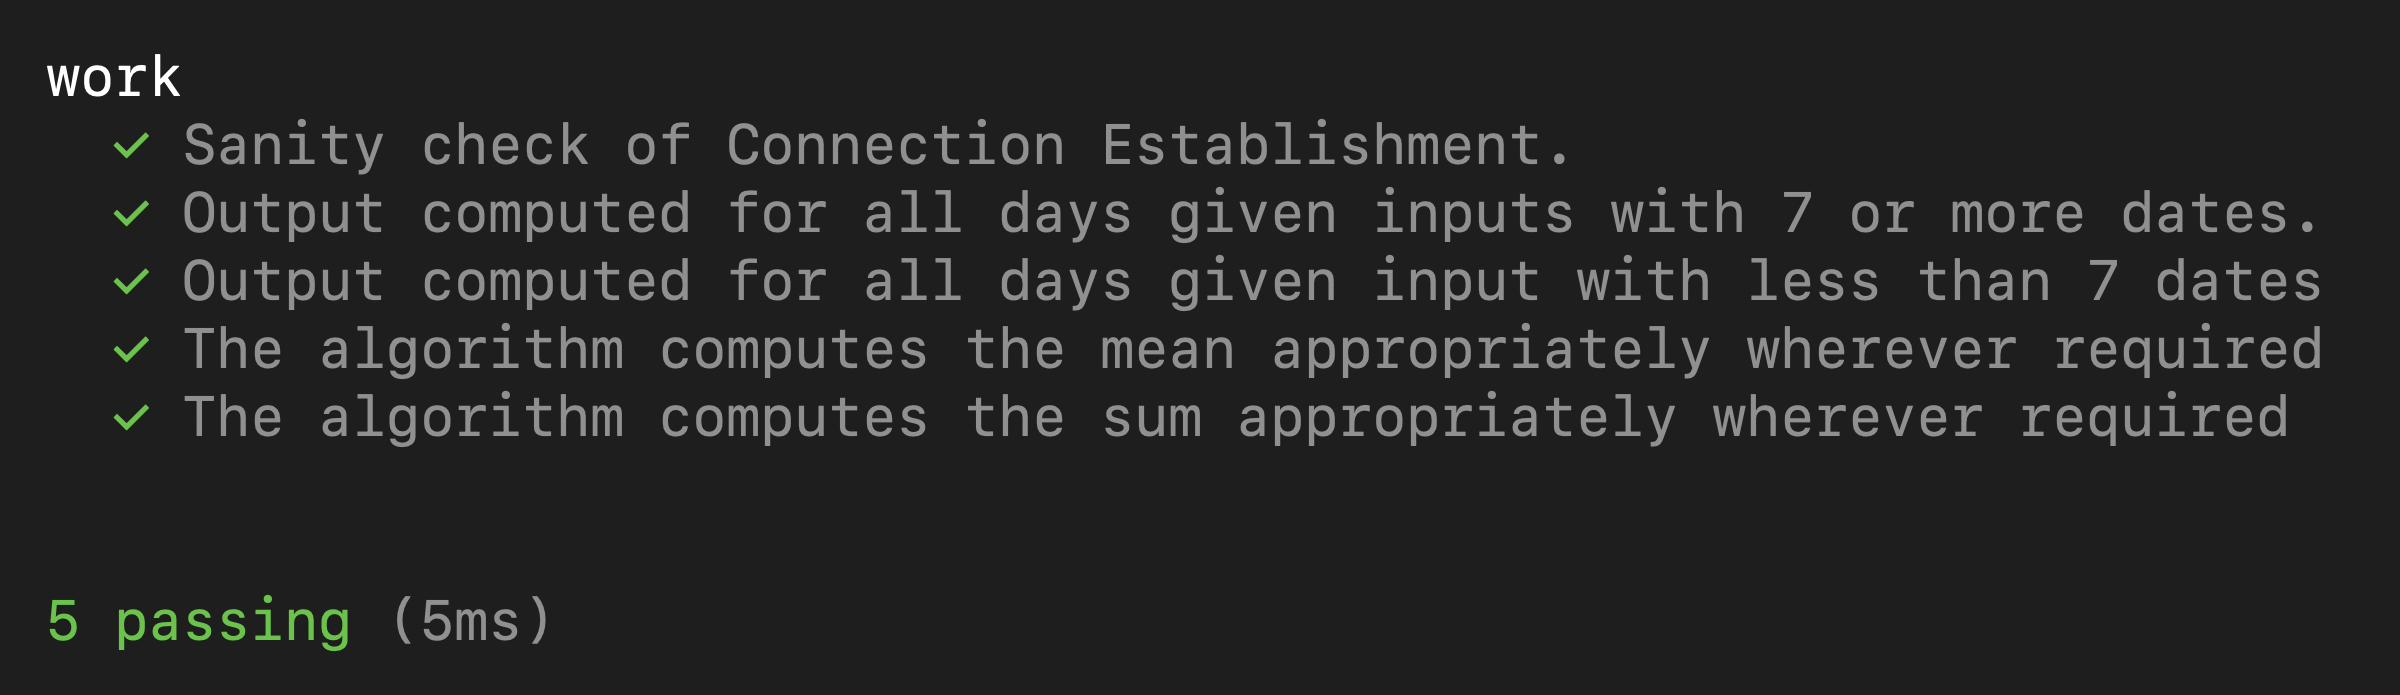 work
✓ Sanity check of Connection Establishment.
✓ Output computed for all days given inputs with 7 or more dates.
✓ Output computed for all days given input with less than 7 dates
✓ The algorithm computes the mean appropriately wherever required
✓ The algorithm computes the sum appropriately wherever required
5 passing (5ms)